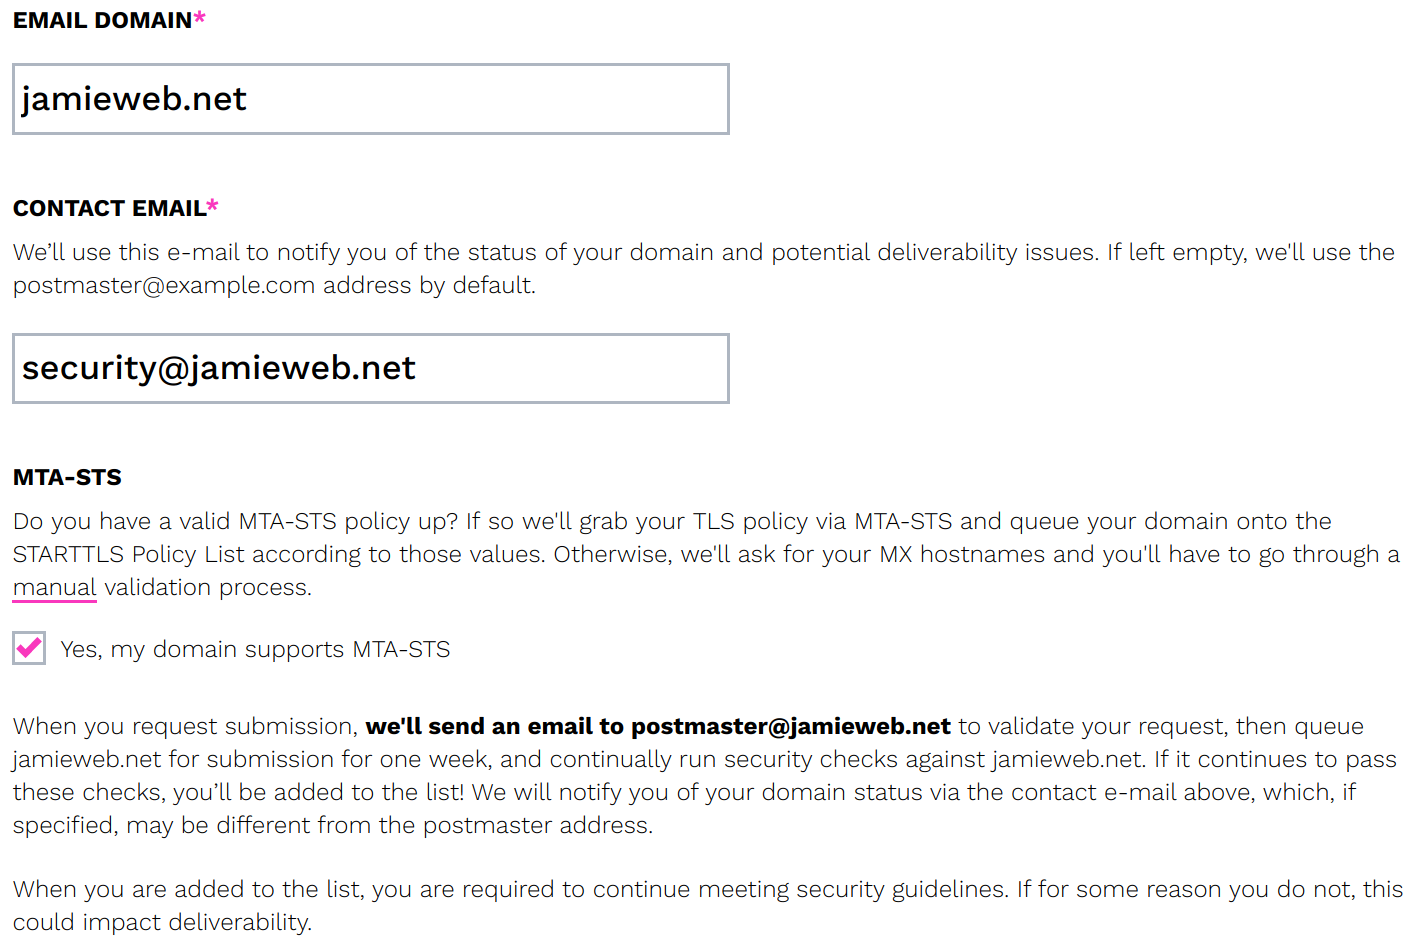 EMAIL DOMAIN*
jamieweb.net
CONTACT EMAIL*
We’ll use this e-mail to notify you of the status of your domain and potential deliverability issues. If left empty, we'll use the
postmaster@example.com address by default.
security@jamieweb.net
MTA-STS
Do you have a valid MTA-STS policy up? If so we'll grab your TLS policy via MTA-STS and queue your domain onto the
STARTTLS Policy List according to those values. Otherwise, we'll ask for your MX hostnames and you'll have to go through a
manual validation process.
Yes, my domain supports MTA-STS
When you request submission, we'll send an email to postmaster@jamieweb.net to validate your request, then queue
jamieweb.net for submission for one week, and continually run security checks against jamieweb.net. If it continues to pass
these checks, you’ll be added to the list! We will notify you of your domain status via the contact e-mail above, which, if
specified, may be different from the postmaster address.
When you are added to the list, you are required to continue meeting security guidelines. If for some reason you do not, this
could impact deliverability.